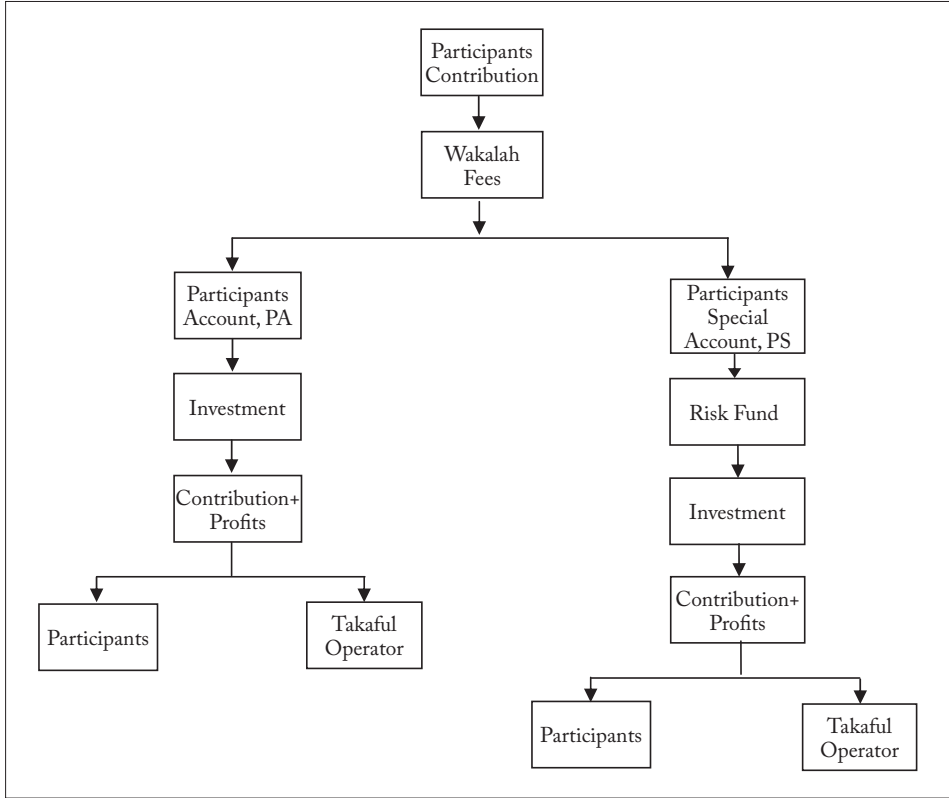 Participants
Contribution
Wakalah
Fees
Participants
Account, PA
Participants
Special
Account, PS
Investment
Risk Fund
Contribution+
Profits
Investment
Participants
Takaful
Operator
Contribution+
Profits
Participants
Takaful
Operator